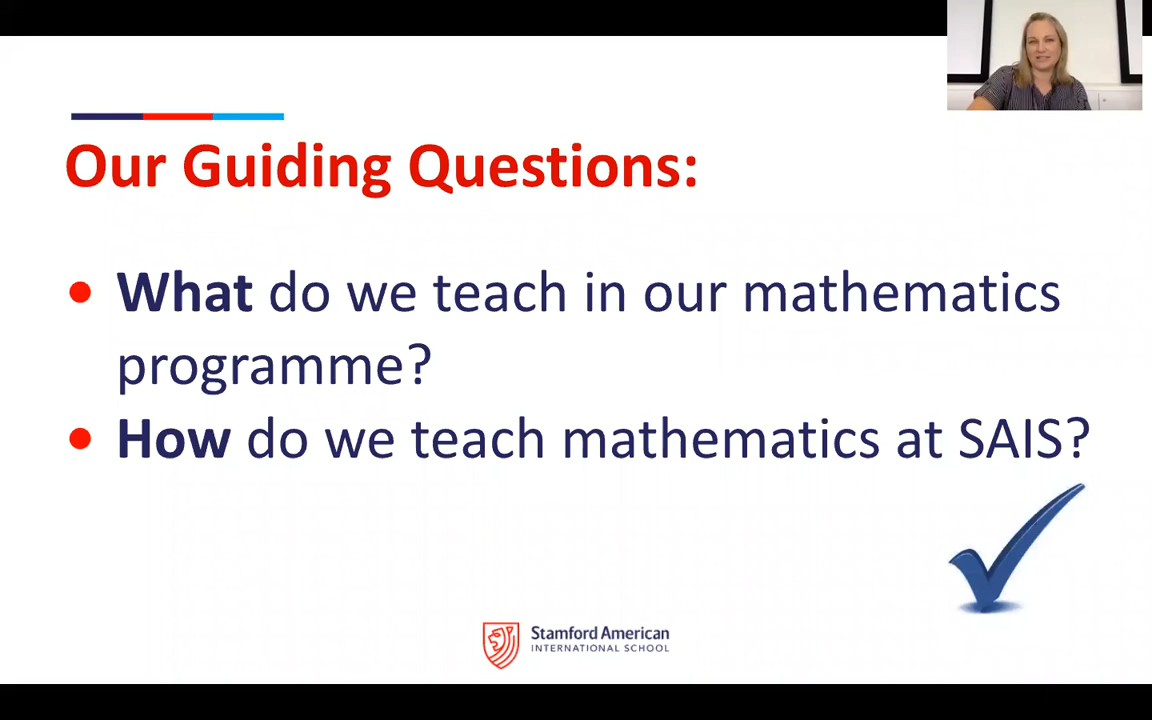 Our Guiding Questions:
• What do we teach in our mathematics
programme?
• How do we teach mathematics at SAIS?
Stamford American
INTERNATIONAL SCHOOL